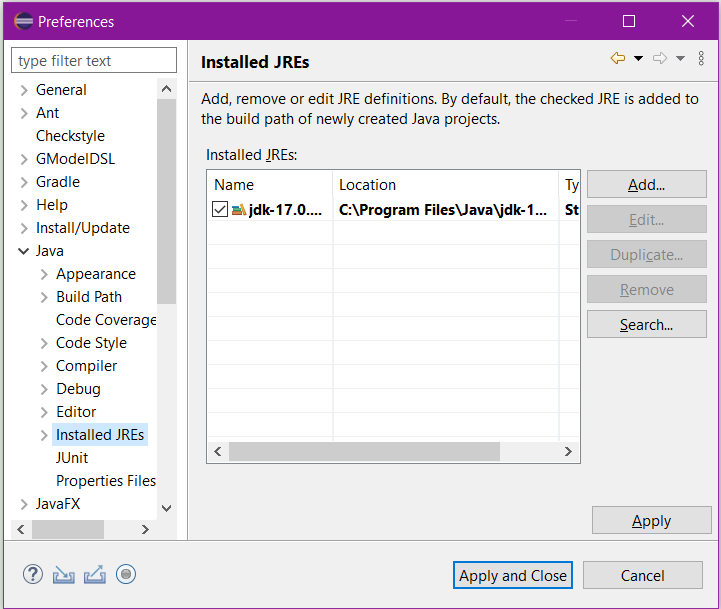 Preferences
type filter text
General
Ant
Checkstyle
GModelDSL
Gradle
Help
Install/Update
Java
Appearance
Build Path
Code Coverage
Code Style
Compiler
Debug
Editor
Installed JREs
JUnit
Properties Files
JavaFX
Installed JREs
Add, remove or edit JRE definitions. By default, the checked JRE is added to
the build path of newly created Java projects.
Installed JREs:
Name Location Ty
jdk-17.0.... C:\Program Files\Java\jdk-1... St
Add...
Edit...
Duplicate...
Remove
Search...
Apply
Apply and Close Cancel